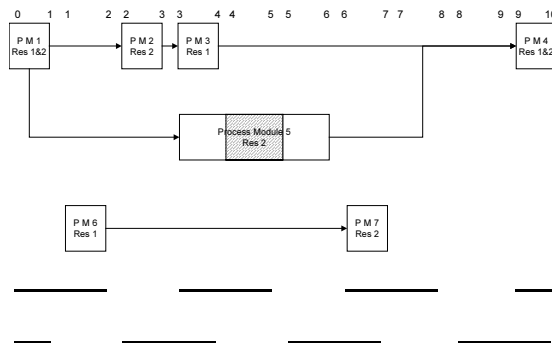 0 1 1 2 2 3 3 4 4 5 5 6 6 7 7 8 8 9 9 10
P M 1
Res 1&2
P M 2
Res 2
P M 3
Res 1
P M 4
Res 1&2
Process Module 5
Res 2
P M 6
Res 1
P M 7
Res 2